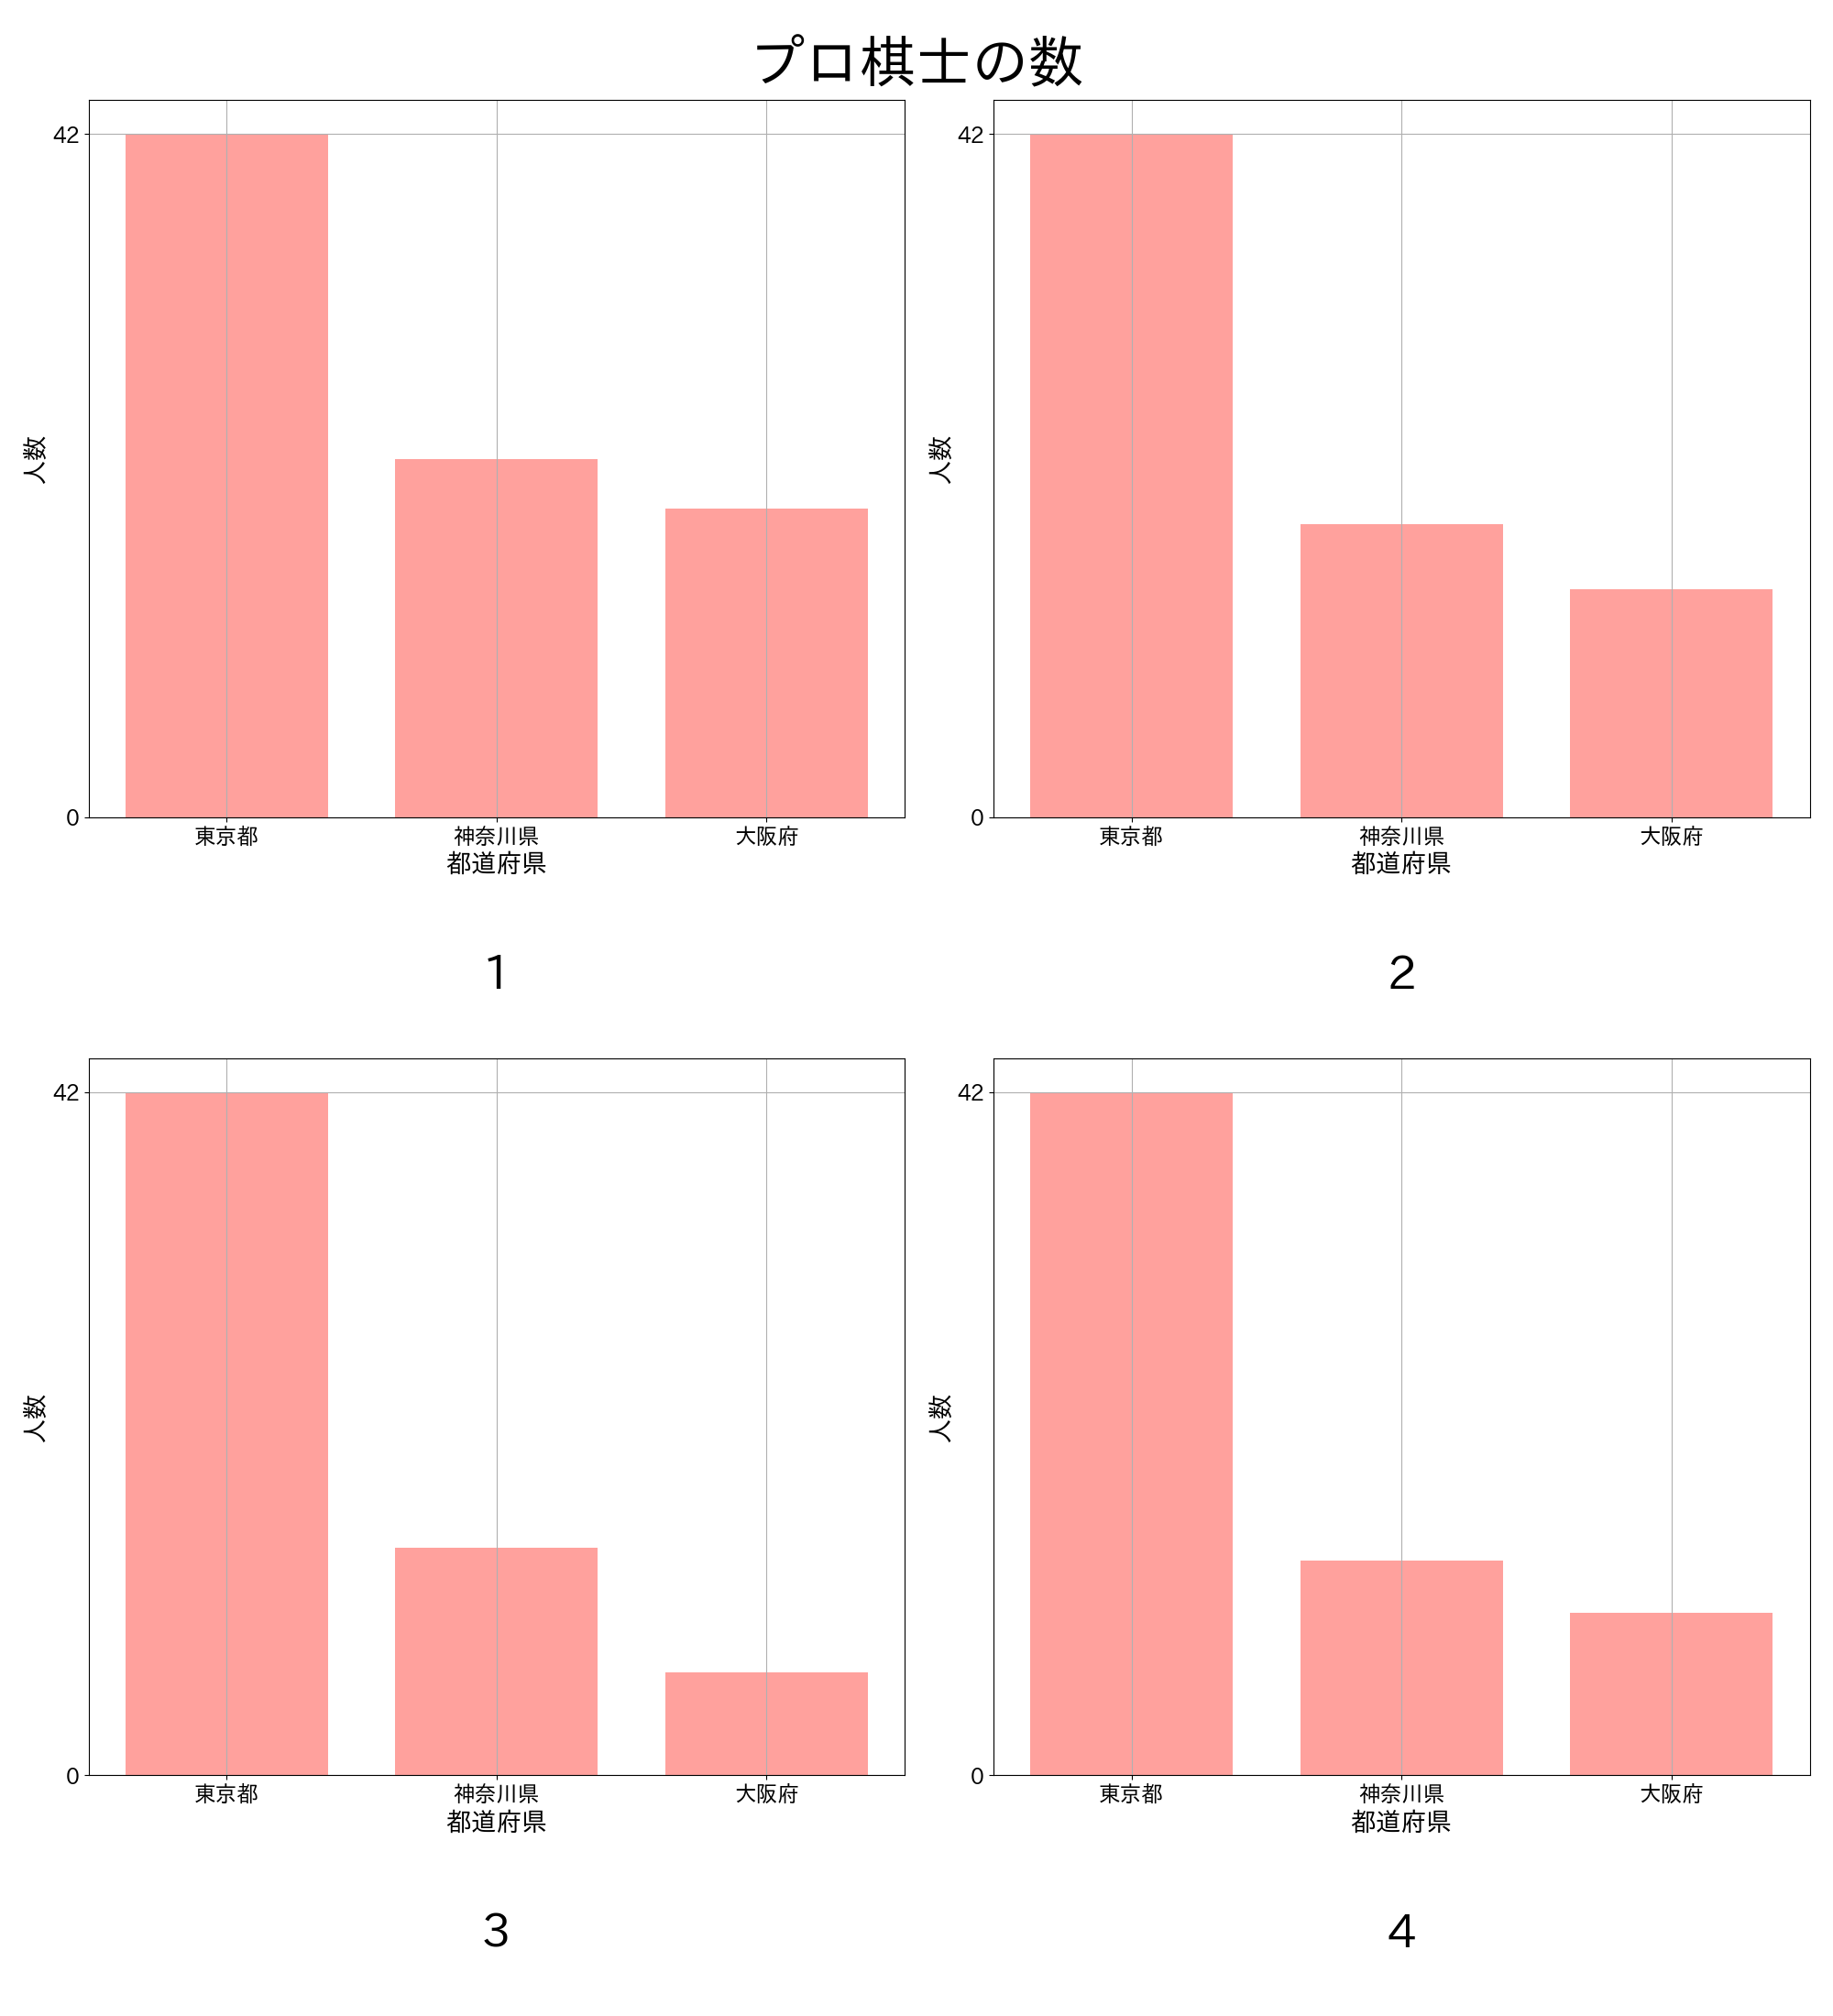 プロ棋士の数
42
人数
0
東京都 神奈川県 大阪府
都道府県
1
42
人数
0
東京都 神奈川県 大阪府
都道府県
2
42
人数
0
東京都 神奈川県 大阪府
都道府県
3
42
人数
0
東京都 神奈川県 大阪府
都道府県
4